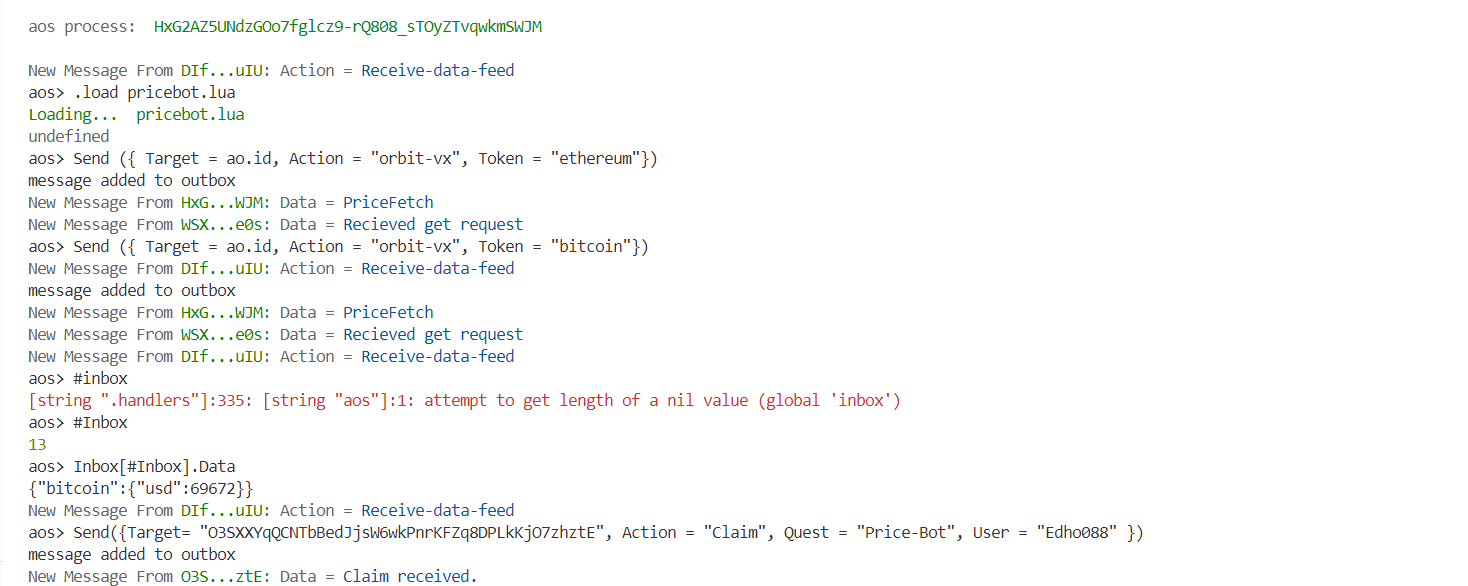 aos process:  HxG2AZ5UNdzGOo7fglcz9-rQ808_sTOyZTvqwkmSWJM
New Message From DIf...uIU: Action = Receive-data-feed
aos> .load pricebot.lua
Loading...  pricebot.lua
undefined
aos> Send ({ Target = ao.id, Action = "orbit-vx", Token = "ethereum"})
message added to outbox
New Message From HxG...WJM: Data = PriceFetch
New Message From WSX...e0s: Data = Recieved get request
aos> Send ({ Target = ao.id, Action = "orbit-vx", Token = "bitcoin"})
New Message From DIf...uIU: Action = Receive-data-feed
message added to outbox
New Message From HxG...WJM: Data = PriceFetch
New Message From WSX...e0s: Data = Recieved get request
New Message From DIf...uIU: Action = Receive-data-feed
aos> #inbox
[string ".handlers"]:335: [string "aos"]:1: attempt to get length of a nil value (global 'inbox')
aos> #Inbox
13
aos> Inbox[#Inbox].Data
{"bitcoin":{"usd":69672}}
New Message From DIf...uIU: Action = Receive-data-feed
aos> Send({Target= "O3SXXYqQCNTbBedJjsW6wkPnrKFZq8DPLkKjO7zhztE", Action = "Claim", Quest = "Price-Bot", User = "Edho088" })
message added to outbox
New Message From O3S...ztE: Data = Claim received.